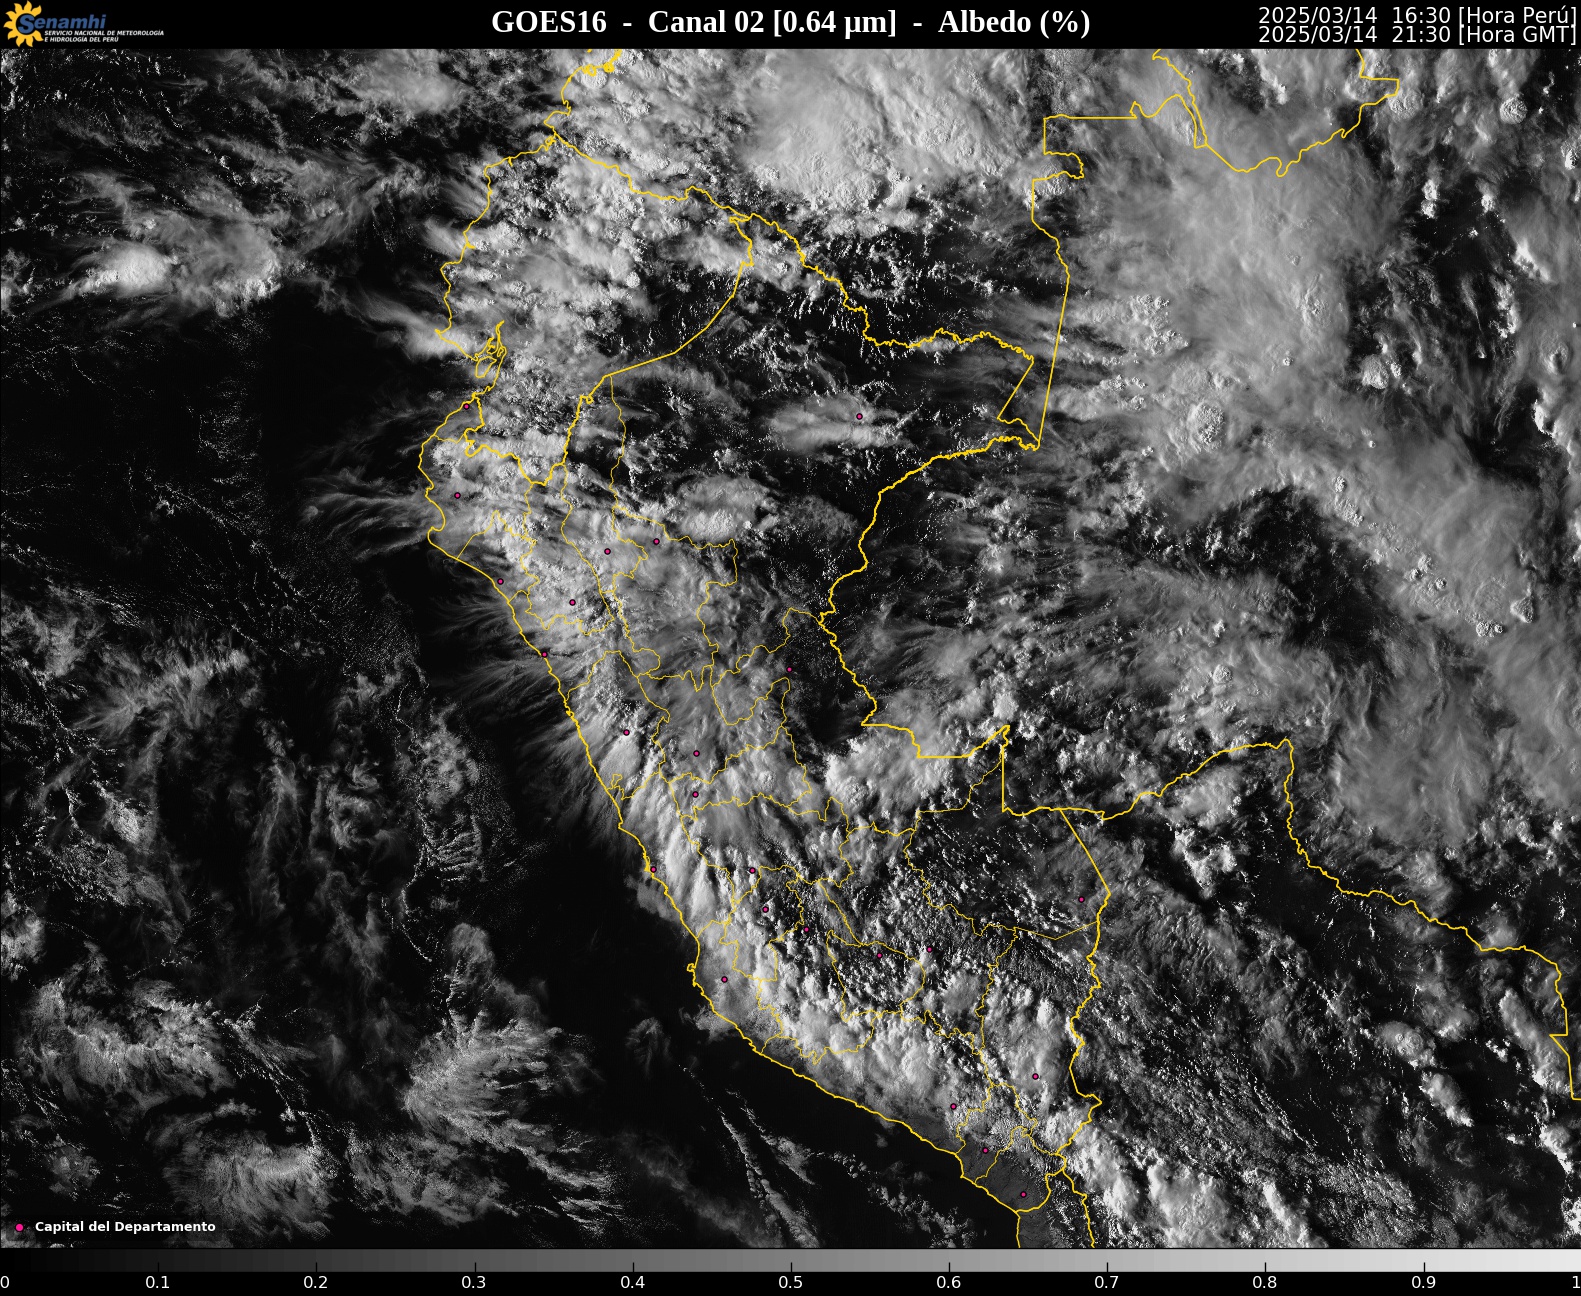 Senamhi
SERVICIO NACIONAL DE METEOROLOGÍA
E HIDROLOGÍA DEL PERÚ
GOES16 - Canal 02 [0.64 µm] - Albedo (%)
2025/03/14 16:30 [Hora Perú]
2025/03/14 21:30 [Hora GMT]
Capital del Departamento
0 0.1 0.2 0.3 0.4 0.5 0.6 0.7 0.8 0.9 1